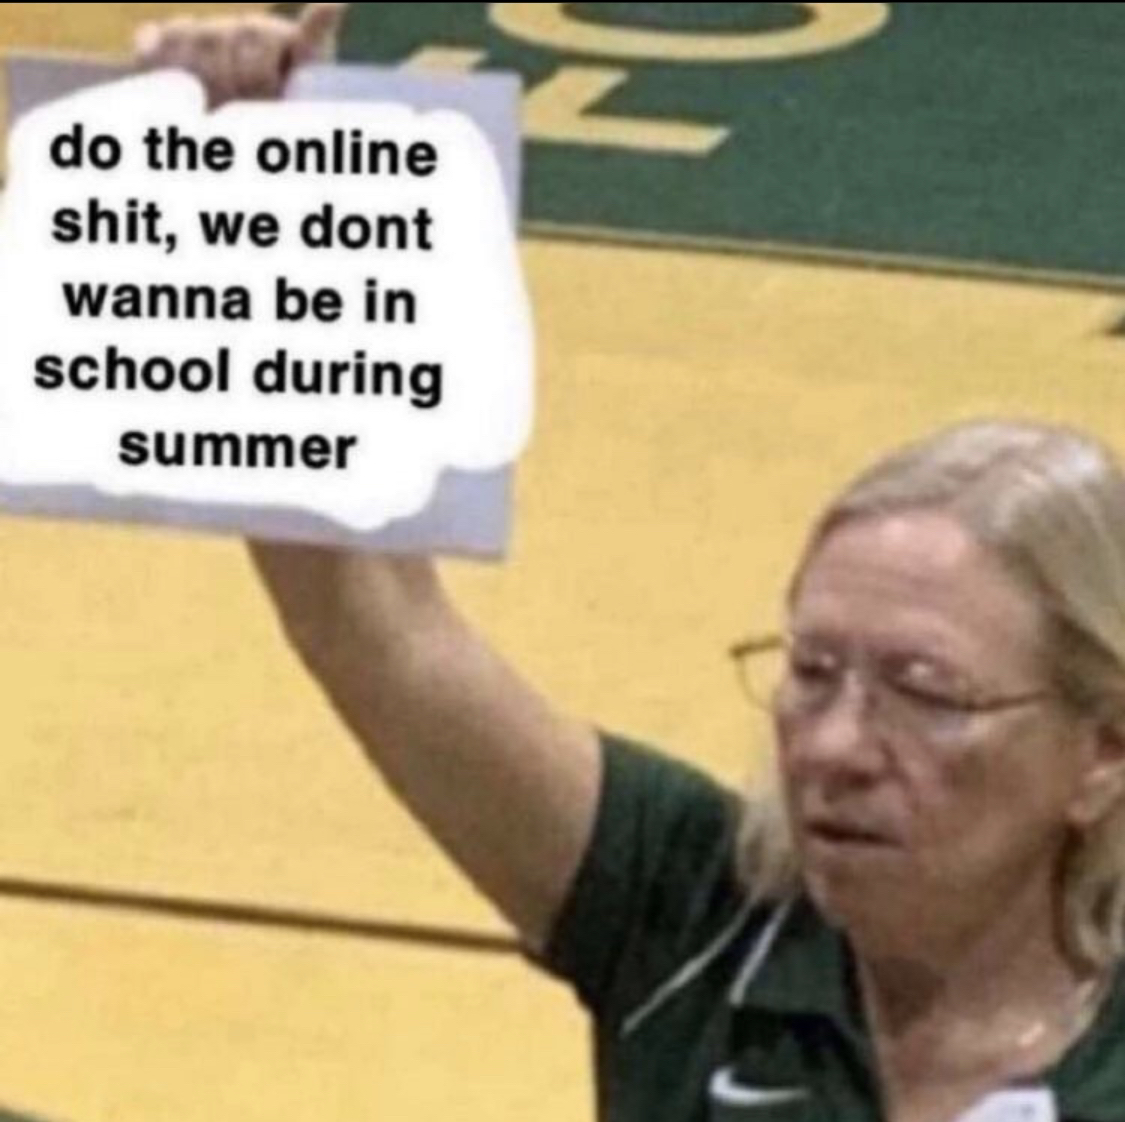 do the online
shit, we dont
wanna be in
school during
summer